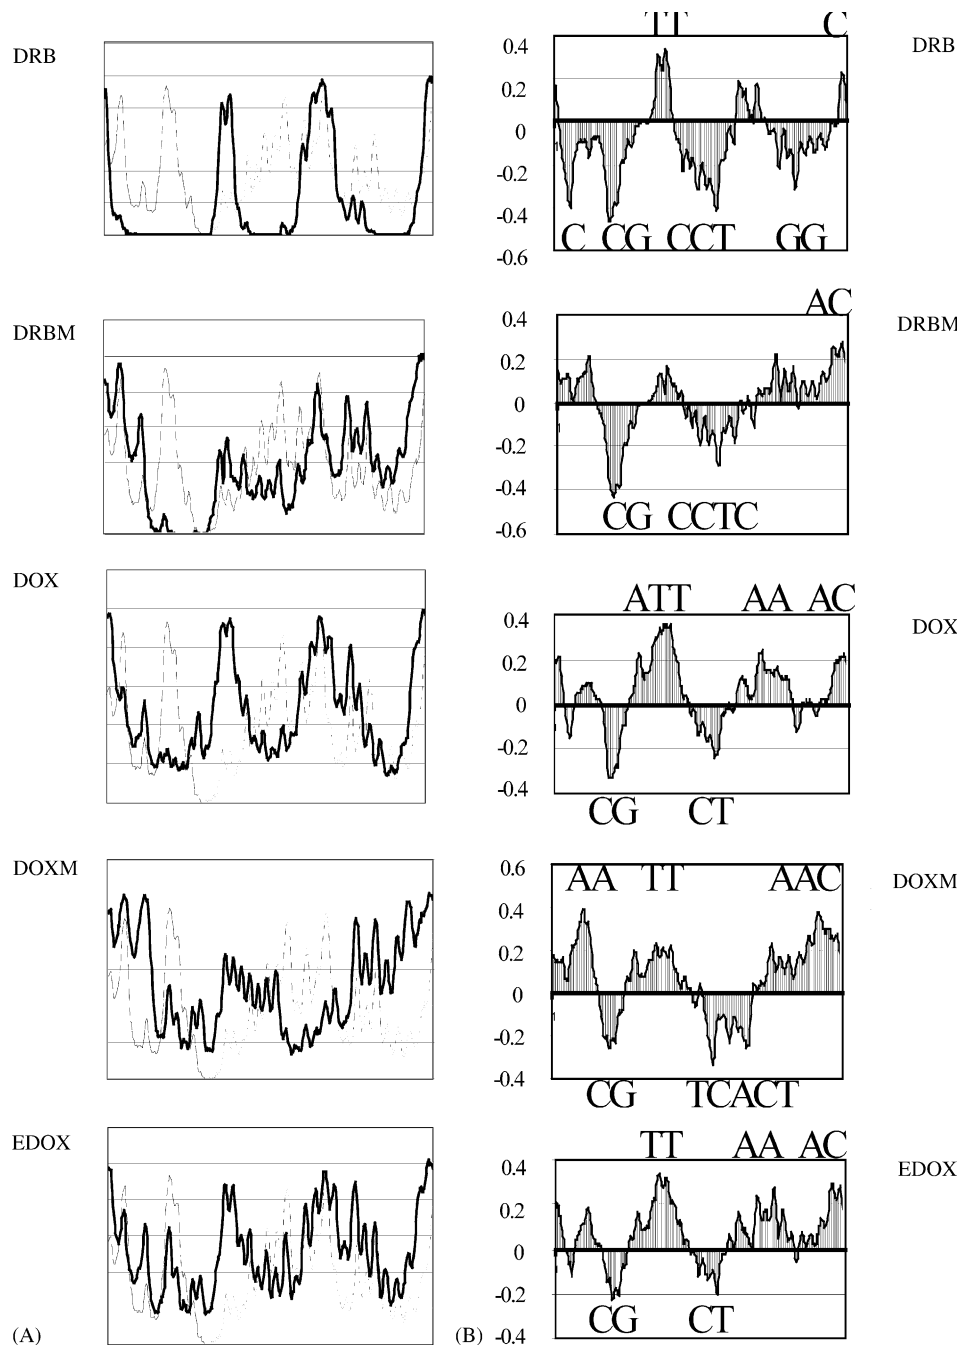 DRB
0.4
0.2
0
-0.2
-0.4
-0.6
TT C
C CG CCT GG
DRB
DRBM
0.4
0.2
0
-0.2
-0.4
-0.6
AC
CG CCTC
DRBM
DOX
0.4
0.2
0
-0.2
-0.4
ATT AA AC
CG CT
DOX
DOXM
0.6
0.4
0.2
0
-0.2
-0.4
AA TT AAC
CG TCACT
DOXM
EDOX
0.4
0.2
0
-0.2
-0.4
TT AA AC
CG CT
EDOX
(A) (B)